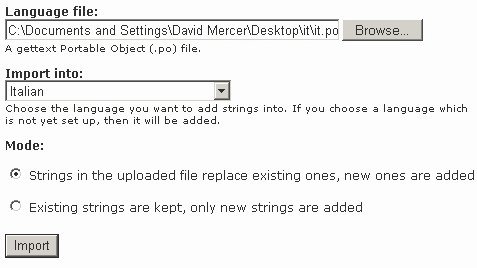 Language file:
C:\Documents and Settings\David Mercer\Desktop\it\it.po Browse...
A gettext Portable Object (.po) file.
Import into:
Italian
Choose the language you want to add strings into. If you choose a language which
is not yet set up, then it will be added.
Mode:
Strings in the uploaded file replace existing ones, new ones are added
Existing strings are kept, only new strings are added
Import